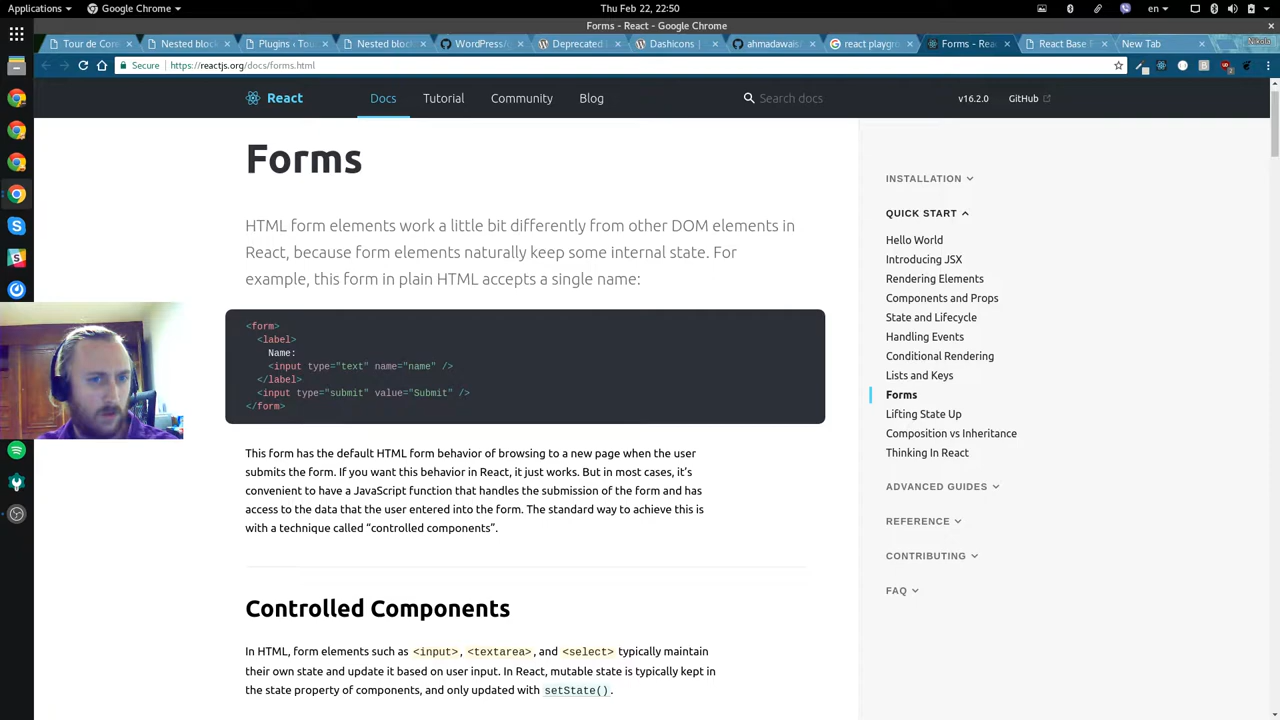 Applications
Google Chrome
Thu Feb 22, 22:50
en
Forms - React - Google Chrome
Tour de Core
Nested block
Plugins ‹ Tou
Nested block
WordPress/g
Deprecated
Dashicons |
ahmadawais/
react playgro
Forms - Reac
React Base F
New Tab
Nikola
Secure
https://reactjs.org/docs/forms.html
React
Docs
Tutorial
Community
Blog
Search docs
v16.2.0
GitHub
Forms
HTML form elements work a little bit differently from other DOM elements in
React, because form elements naturally keep some internal state. For
example, this form in plain HTML accepts a single name:
<form>
<label>
Name:
<input type="text" name="name" />
</label>
<input type="submit" value="Submit" />
</form>
This form has the default HTML form behavior of browsing to a new page when the user
submits the form. If you want this behavior in React, it just works. But in most cases, it’s
convenient to have a JavaScript function that handles the submission of the form and has
access to the data that the user entered into the form. The standard way to achieve this is
with a technique called “controlled components”.
Controlled Components
In HTML, form elements such as <input>, <textarea>, and <select> typically maintain
their own state and update it based on user input. In React, mutable state is typically kept in
the state property of components, and only updated with setState().
INSTALLATION
QUICK START
Hello World
Introducing JSX
Rendering Elements
Components and Props
State and Lifecycle
Handling Events
Conditional Rendering
Lists and Keys
Forms
Lifting State Up
Composition vs Inheritance
Thinking In React
ADVANCED GUIDES
REFERENCE
CONTRIBUTING
FAQ